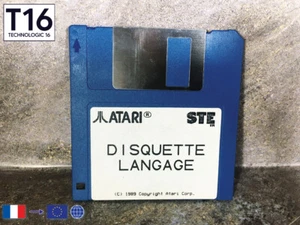 T16
TECHNOLOGIC 16
ATARI® STE
DISQUETTE
LANGAGE
(C) 1989 Copyright Atari Corp.